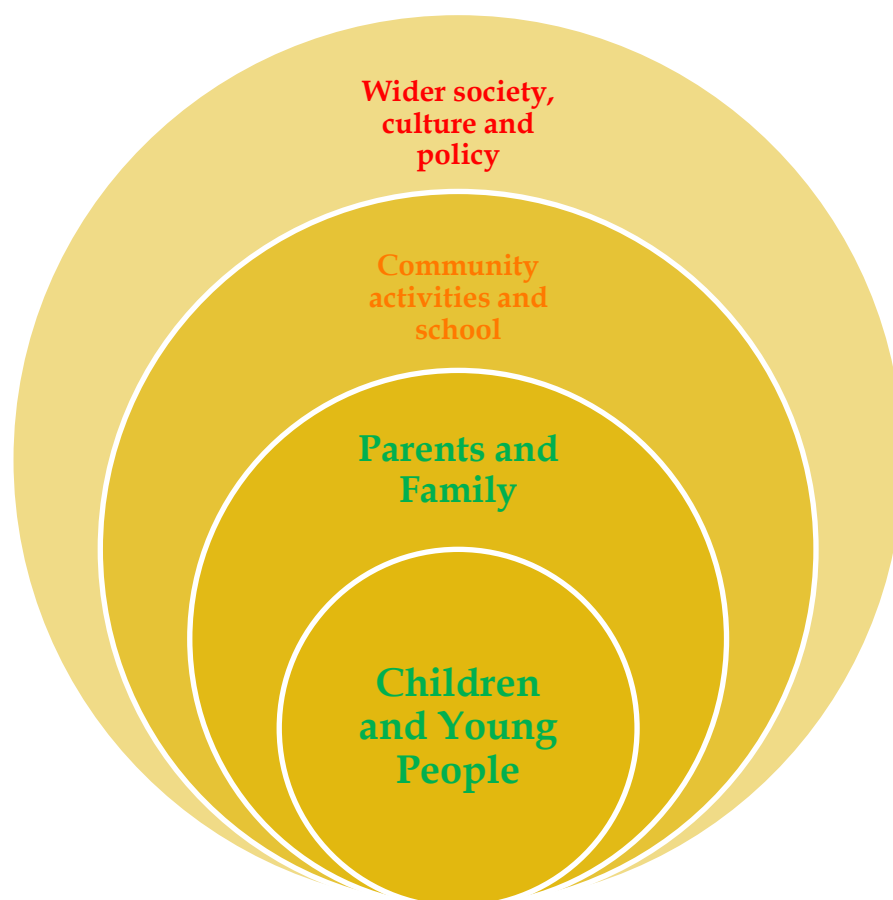 Wider society,
culture and
policy
Community
activities and
school
Parents and
Family
Children
and Young
People